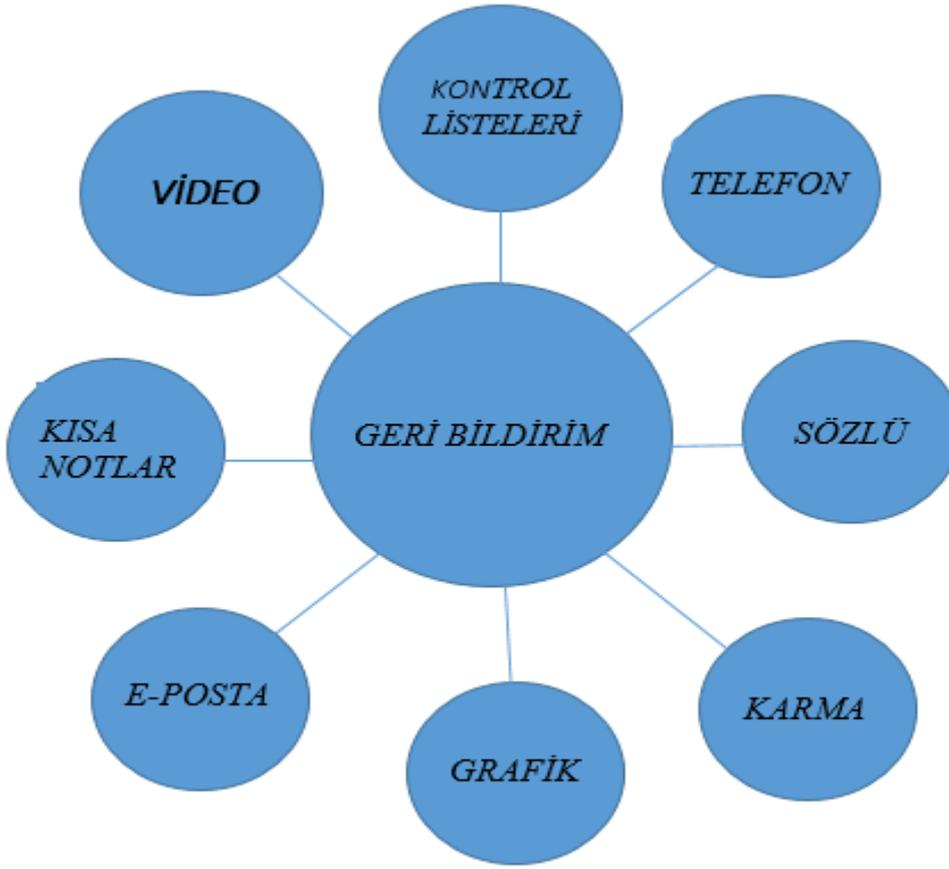 KONTROL
LİSTELERİ
VİDEO
TELEFON
KISA
NOTLAR
GERİ BİLDİRİM
SÖZLÜ
E-POSTA
GRAFİK
KARMA